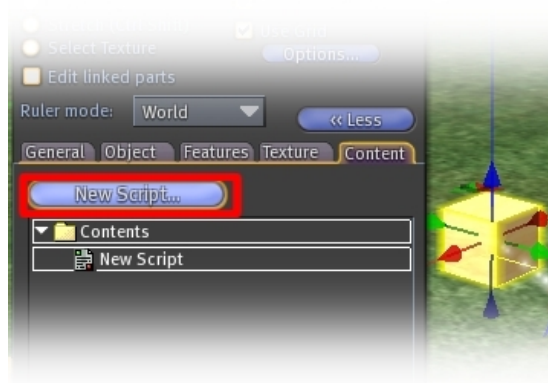 Select Texture
Use Grid
Options...
Edit linked parts
Ruler mode: World
<< Less
General Object Features Texture Content
New Script...
Contents
New Script